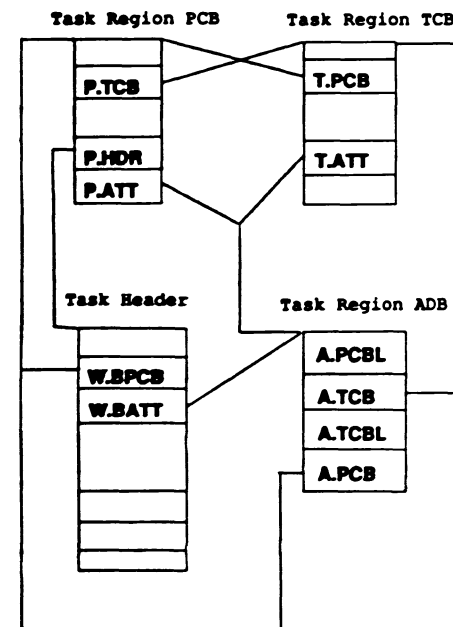 Task Region PCB
Task Region TCB
P.TCB
T.PCB
P.HDR
T.ATT
P.ATT
Task Header
Task Region ADB
A.PCBL
W.BPCB
A.TCB
W.BATT
A.TCBL
A.PCB